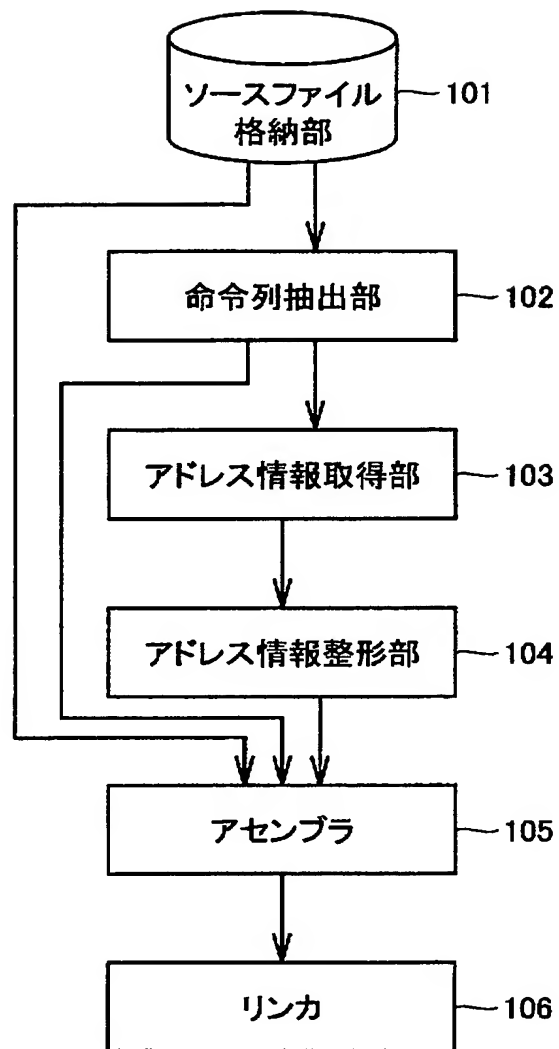 ソースファイル
格納部
101
命令列抽出部
102
アドレス情報取得部
103
アドレス情報整形部
104
アセンブラ
105
リンカ
106